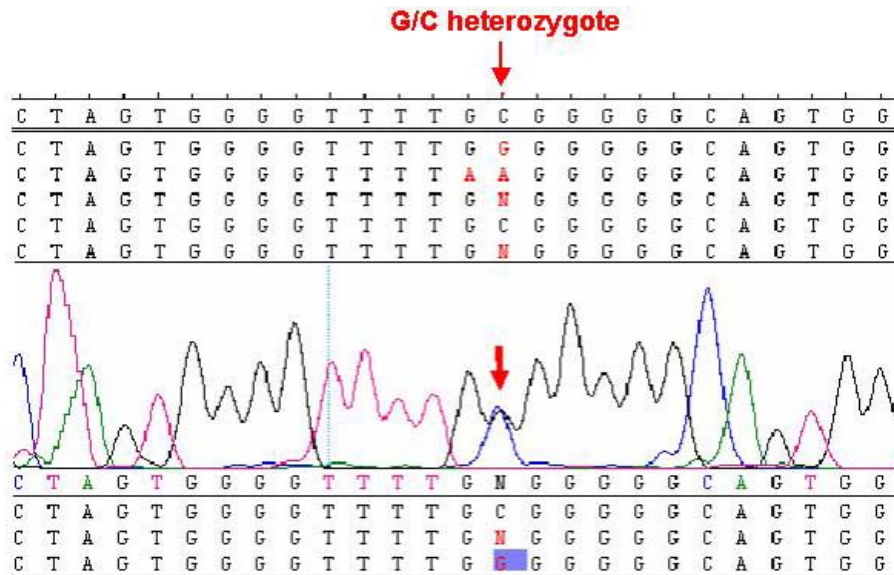 G/C heterozygote
C T A G T G G G G T T T T G C G G G G G C A G T G G
C T A G T G G G G T T T T G G G G G G G C A G T G G
C T A G T G G G G T T T T A A G G G G G C A G T G G
C T A G T G G G G T T T T G N G G G G G C A G T G G
C T A G T G G G G T T T T G C G G G G G C A G T G G
C T A G T G G G G T T T T G N G G G G G C A G T G G
C T A G T G G G G T T T T G N G G G G G C A G T G G
C T A G T G G G G T T T T G C G G G G G C A G T G G
C T A G T G G G G T T T T G N G G G G G C A G T G G
C T A G T G G G G T T T T G G G G G G G C A G T G G